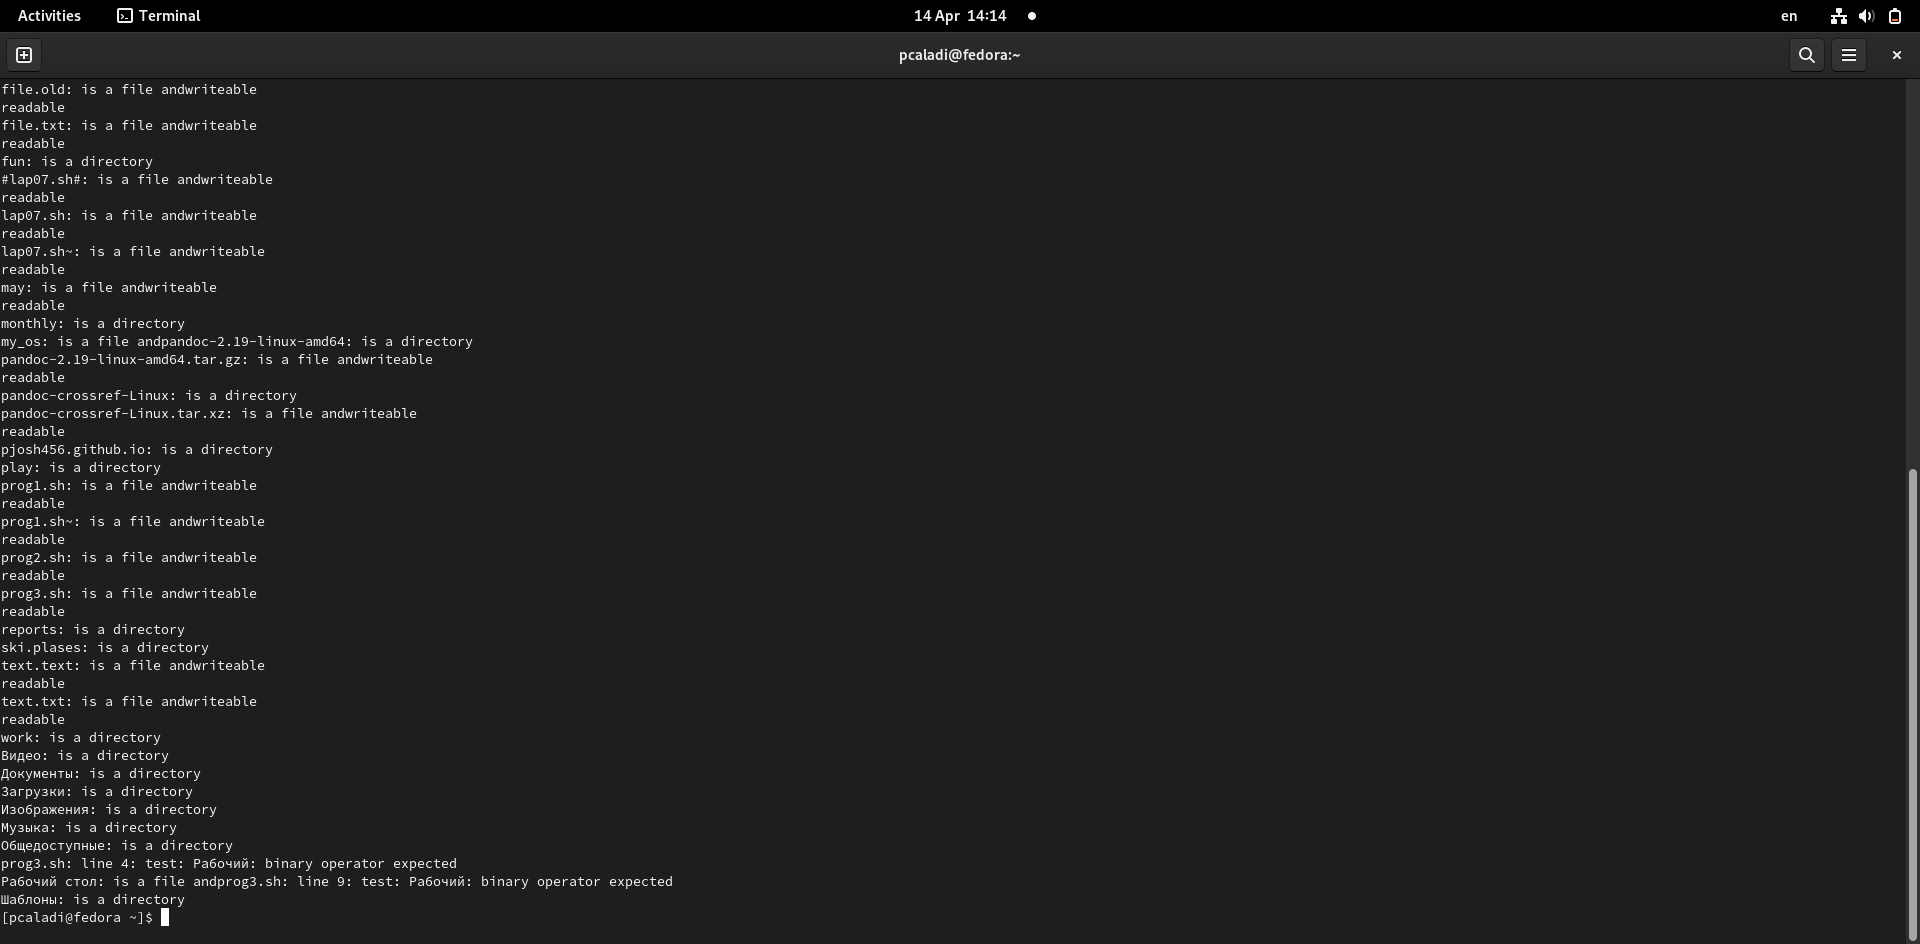 Activities Terminal 14 Apr 14:14 en
pcaladi@fedora:~
file.old: is a file andwriteable
readable
file.txt: is a file andwriteable
readable
fun: is a directory
#lap07.sh#: is a file andwriteable
readable
lap07.sh: is a file andwriteable
readable
lap07.sh~: is a file andwriteable
readable
may: is a file andwriteable
readable
monthly: is a directory
my_os: is a file andpandoc-2.19-linux-amd64: is a directory
pandoc-2.19-linux-amd64.tar.gz: is a file andwriteable
readable
pandoc-crossref-Linux: is a directory
pandoc-crossref-Linux.tar.xz: is a file andwriteable
readable
pjosh456.github.io: is a directory
play: is a directory
prog1.sh: is a file andwriteable
readable
prog1.sh~: is a file andwriteable
readable
prog2.sh: is a file andwriteable
readable
prog3.sh: is a file andwriteable
readable
reports: is a directory
ski.plases: is a directory
text.text: is a file andwriteable
readable
text.txt: is a file andwriteable
readable
work: is a directory
Видео: is a directory
Документы: is a directory
Загрузки: is a directory
Изображения: is a directory
Музыка: is a directory
Общедоступные: is a directory
prog3.sh: line 4: test: Рабочий: binary operator expected
Рабочий стол: is a file andprog3.sh: line 9: test: Рабочий: binary operator expected
Шаблоны: is a directory
[pcaladi@fedora ~]$